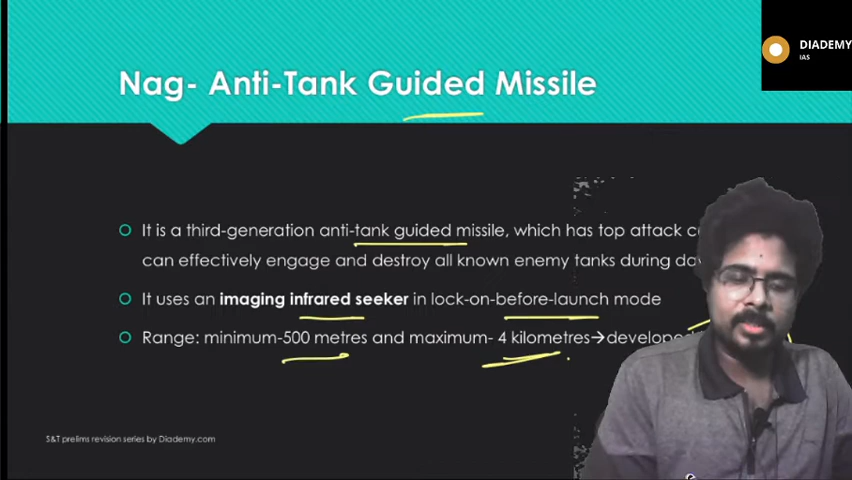 DIADEMY
IAS
Nag- Anti-Tank Guided Missile
It is a third-generation anti-tank guided missile, which has top attack
can effectively engage and destroy all known enemy tanks during
It uses an imaging infrared seeker in lock-on-before-launch mode
Range: minimum-500 metres and maximum- 4 kilometres→
S&T prelims revision series by Diademy.com